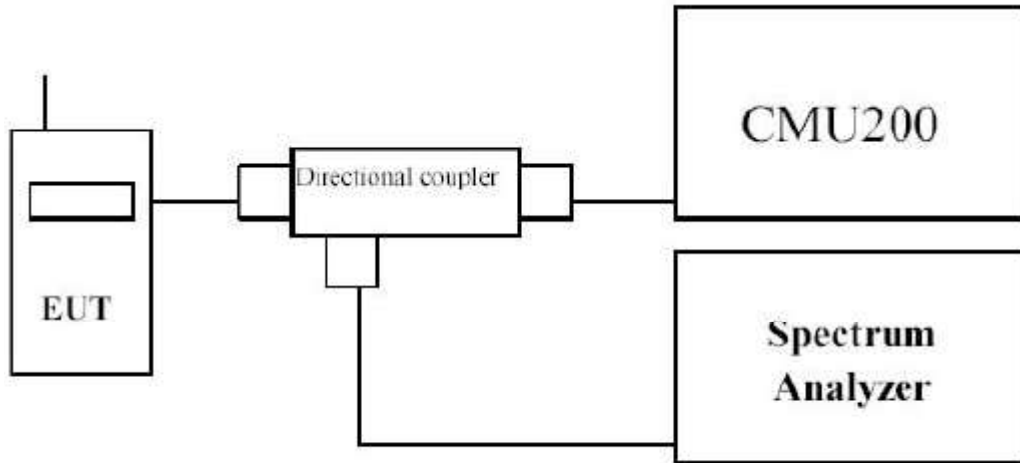 CMU200
Directional coupler
EUT
Spectrum
Analyzer